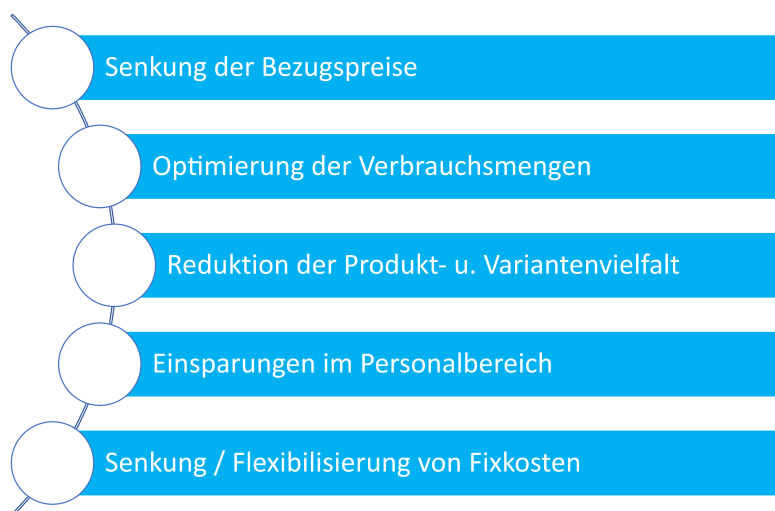 Senkung der Bezugspreise
Optimierung der Verbrauchsmengen
Reduktion der Produkt- u. Variantenvielfalt
Einsparungen im Personalbereich
Senkung / Flexibilisierung von Fixkosten